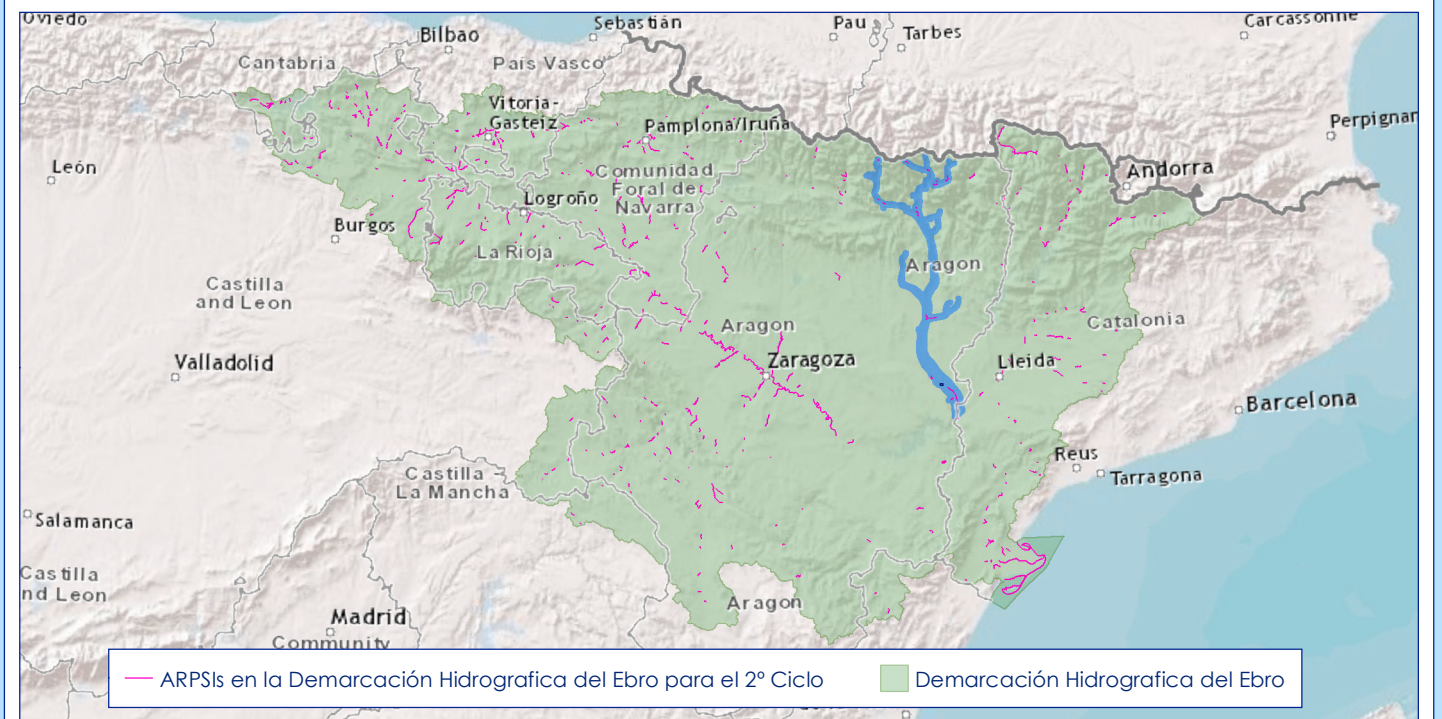 Oviedo
Sebastián
Pau
Tarbes
Carcassonne
Bilbao
Cantabria
País Vasco
Vitoria-
Gasteiz
Pamplona/Iruña
Perpignan
León
Comunidad
Foral de
Navarra
Andorra
Logroño
Burgos
La Rioja
Aragon
Castilla
and Leon
Aragon
Catalonia
Valladolid
Zaragoza
Lleida
Barcelona
Reus
Castilla -
La Mancha
Tarragona
Salamanca
Castilla
nd Leon
Aragon
Madrid
Community
ARPSIs en la Demarcación Hidrografica del Ebro para el 2º Ciclo
Demarcación Hidrografica del Ebro